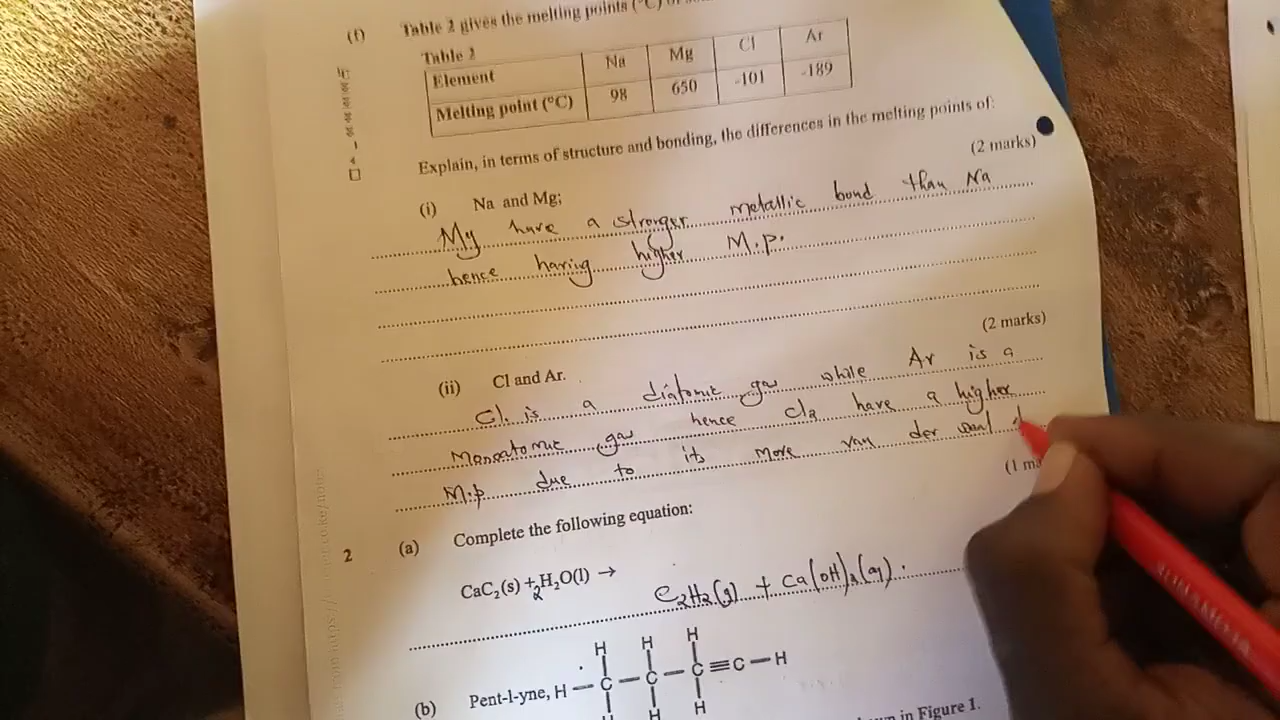 (f) Table 2 gives the melting points (°C) of
Table 2
Element Na Mg Cl Ar
Melting point (°C) 98 650 -101 -189
Explain, in terms of structure and bonding, the differences in the melting points of:
(i) Na and Mg; (2 marks)
My have a stronger metallic bond than Na
hence having higher M.p.
(ii) Cl and Ar. (2 marks)
Cl. is a diatomic gas while Ar is a
Monoatomic gas hence Cl2 have a higher
M.p due to its more van der waal
2 (a) Complete the following equation: (1 ma
CaC2(s) + 2H2O(l) →
C2H2(g) + Ca(OH)2(aq).
H H H
(b) Pent-1-yne, H — C — C — C ≡ C — H
H H H
n in Figure 1.